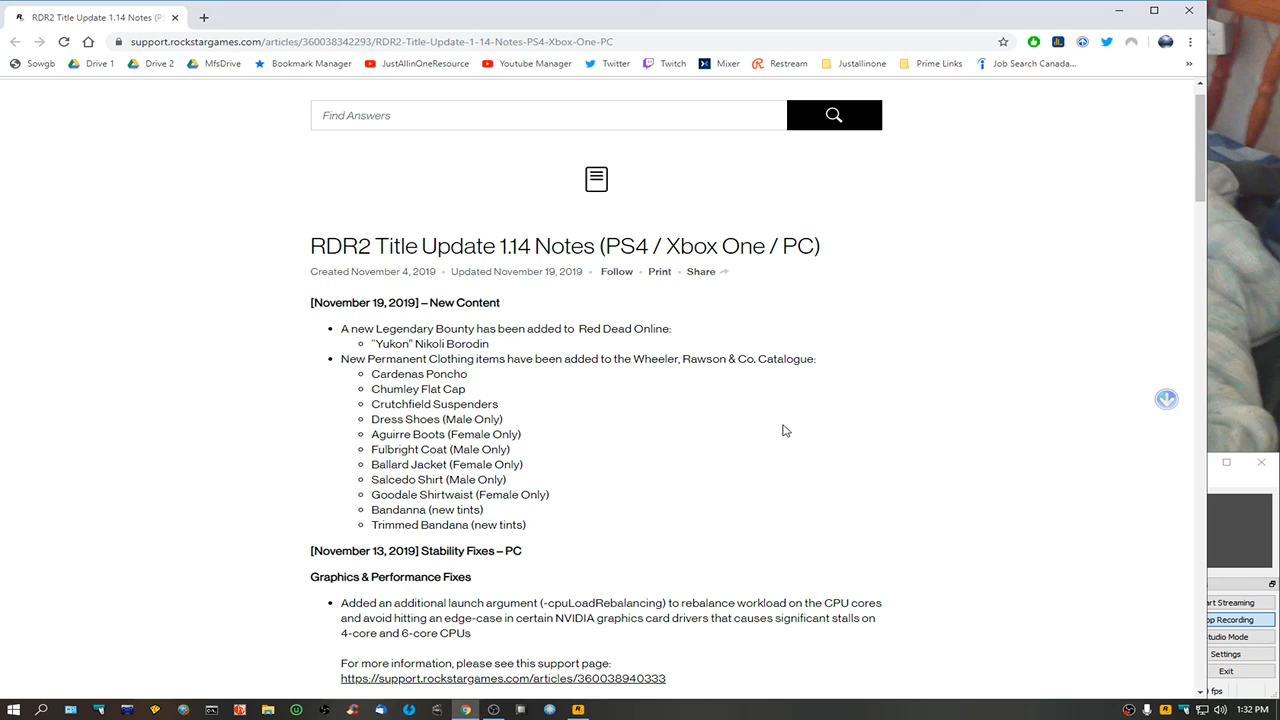 RDR2 Title Update 1.14 Notes (PS
support.rockstargames.com/articles/360038342293/RDR2-Title-Update-1-14-Notes-PS4-Xbox-One-PC
Sowgb Drive 1 Drive 2 MfsDrive Bookmark Manager JustAllinOneResource Youtube Manager Twitter Twitch Mixer Restream Justallinone Prime Links Job Search Canada... »
Find Answers
RDR2 Title Update 1.14 Notes (PS4 / Xbox One / PC)
Created November 4, 2019 • Updated November 19, 2019 • Follow • Print • Share
[November 19, 2019] – New Content
• A new Legendary Bounty has been added to Red Dead Online:
○ "Yukon" Nikoli Borodin
• New Permanent Clothing items have been added to the Wheeler, Rawson & Co. Catalogue:
○ Cardenas Poncho
○ Chumley Flat Cap
○ Crutchfield Suspenders
○ Dress Shoes (Male Only)
○ Aguirre Boots (Female Only)
○ Fulbright Coat (Male Only)
○ Ballard Jacket (Female Only)
○ Salcedo Shirt (Male Only)
○ Goodale Shirtwaist (Female Only)
○ Bandanna (new tints)
○ Trimmed Bandana (new tints)
[November 13, 2019] Stability Fixes – PC
Graphics & Performance Fixes
• Added an additional launch argument (-cpuLoadRebalancing) to rebalance workload on the CPU cores
and avoid hitting an edge-case in certain NVIDIA graphics card drivers that causes significant stalls on
4-core and 6-core CPUs
For more information, please see this support page:
https://support.rockstargames.com/articles/360038940333
art Streaming
op Recording
tudio Mode
Settings
Exit
fps
1:32 PM